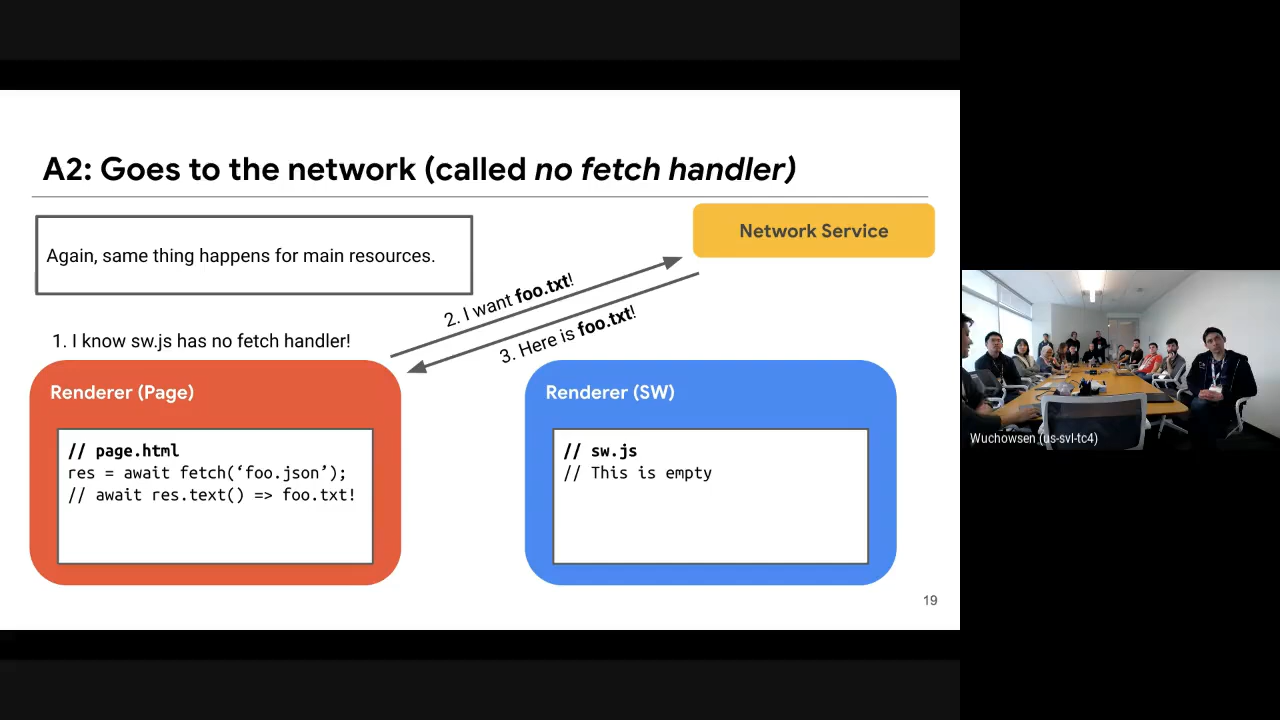 A2: Goes to the network (called no fetch handler)
Again, same thing happens for main resources.
Network Service
2. I want foo.txt!
3. Here is foo.txt!
1. I know sw.js has no fetch handler!
Renderer (Page)
// page.html
res = await fetch(‘foo.json’);
// await res.text() => foo.txt!
Renderer (SW)
// sw.js
// This is empty
19
Wuchowsen (us-svl-tc4)